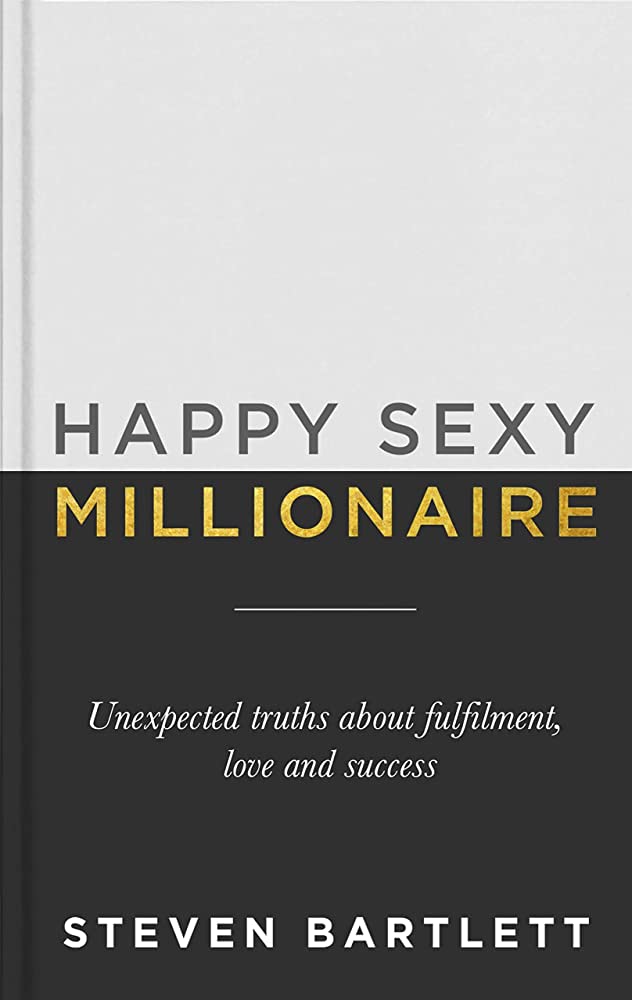 HAPPY SEXY
MILLIONAIRE
Unexpected truths about fulfilment,
love and success
STEVEN BARTLETT